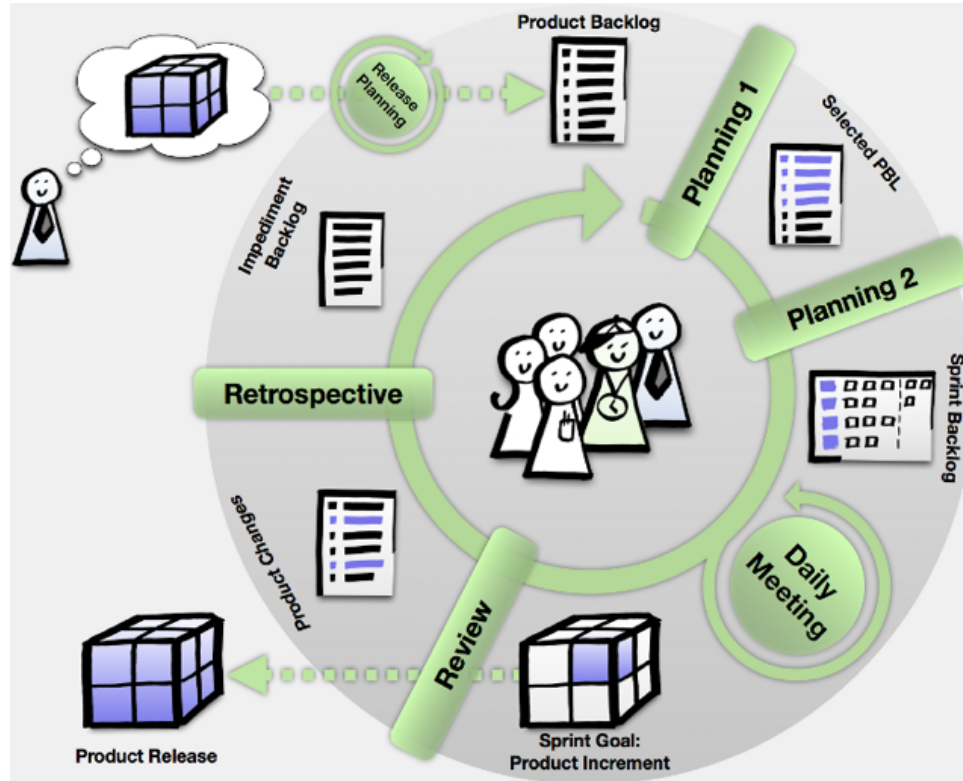 Product Backlog
Release
Planning
Planning 1
Selected PBL
Impediment
Backlog
Planning 2
Retrospective
Sprint Backlog
Product Changes
Daily
Meeting
Review
Product Release
Sprint Goal:
Product Increment